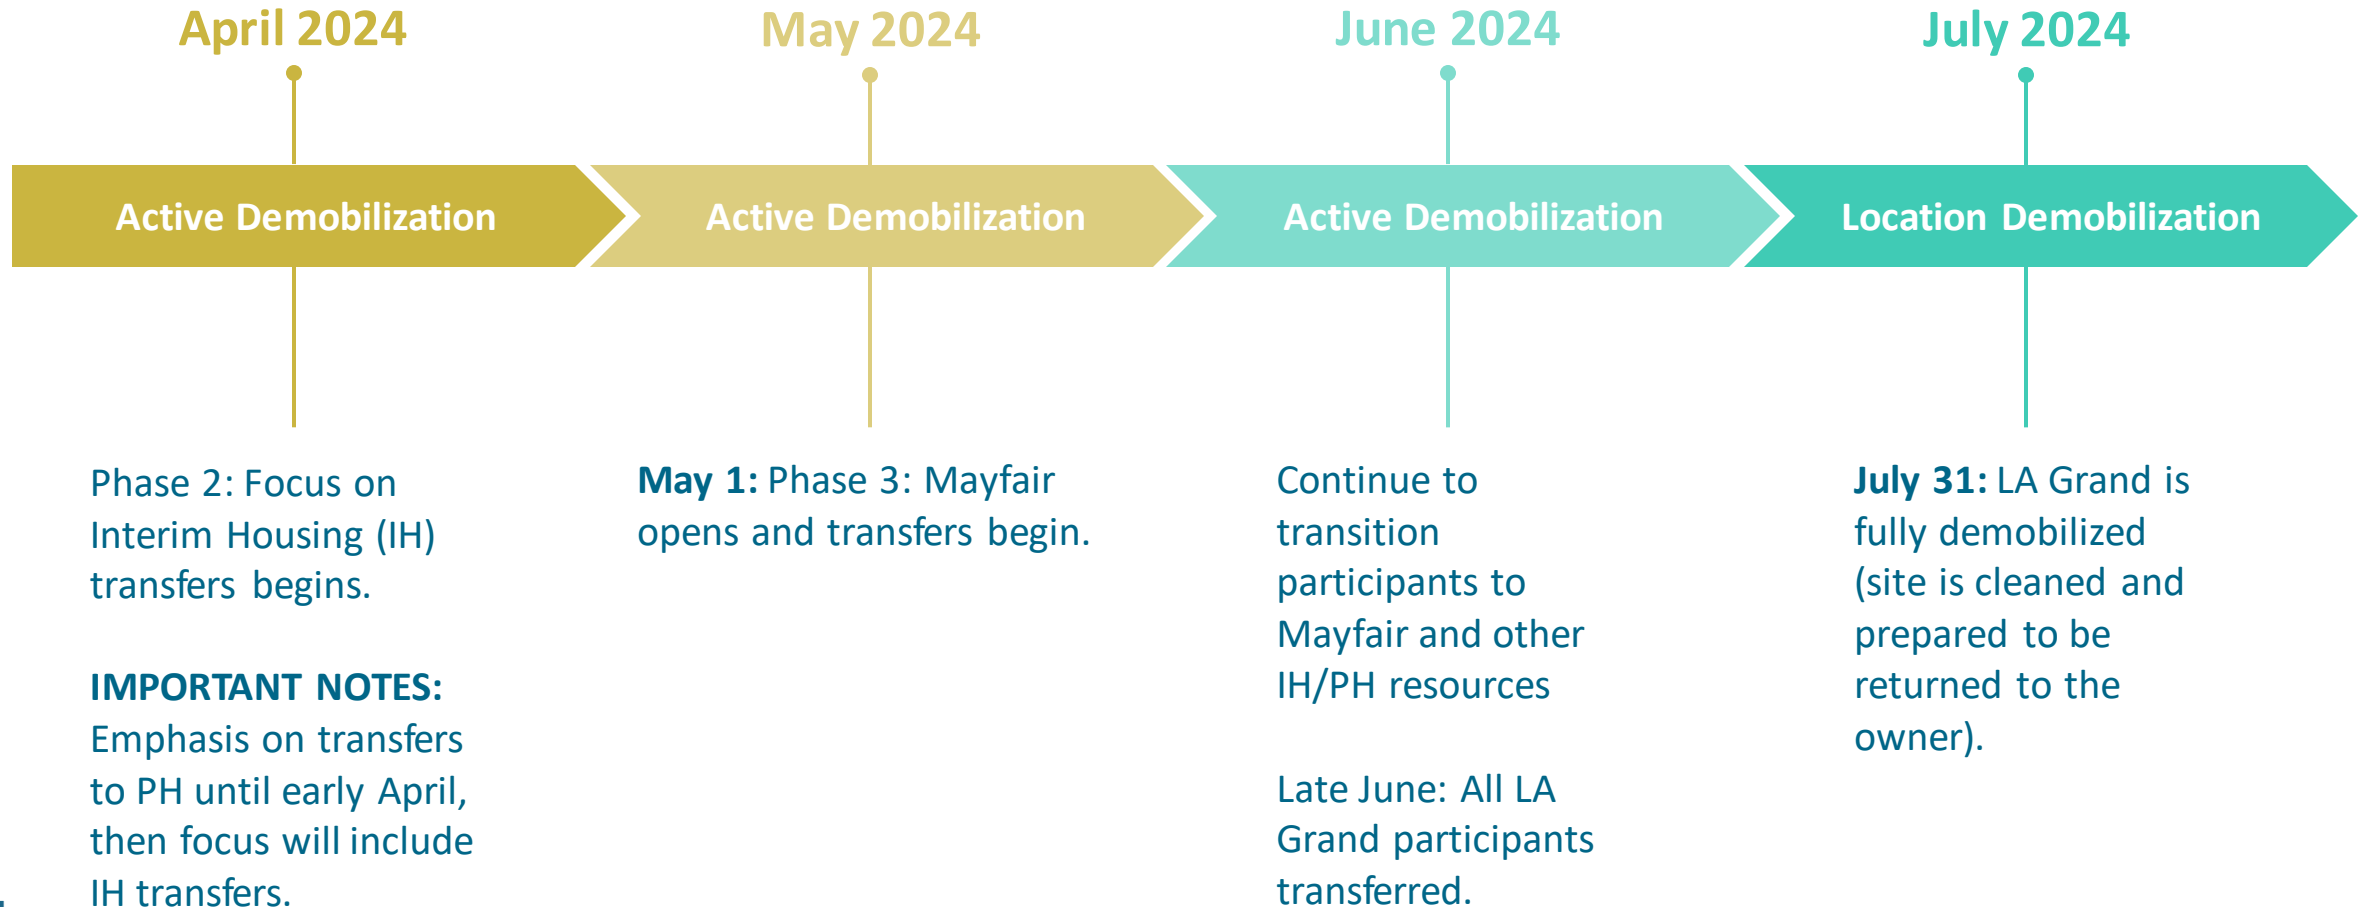 April 2024
May 2024
June 2024
July 2024
Active Demobilization
Active Demobilization
Active Demobilization
Location Demobilization
Phase 2: Focus on
Interim Housing (IH)
transfers begins.
IMPORTANT NOTES:
Emphasis on transfers
to PH until early April,
then focus will include
IH transfers.
May 1: Phase 3: Mayfair
opens and transfers begin.
Continue to
transition
participants to
Mayfair and other
IH/PH resources
Late June: All LA
Grand participants
transferred.
July 31: LA Grand is
fully demobilized
(site is cleaned and
prepared to be
returned to the
owner).